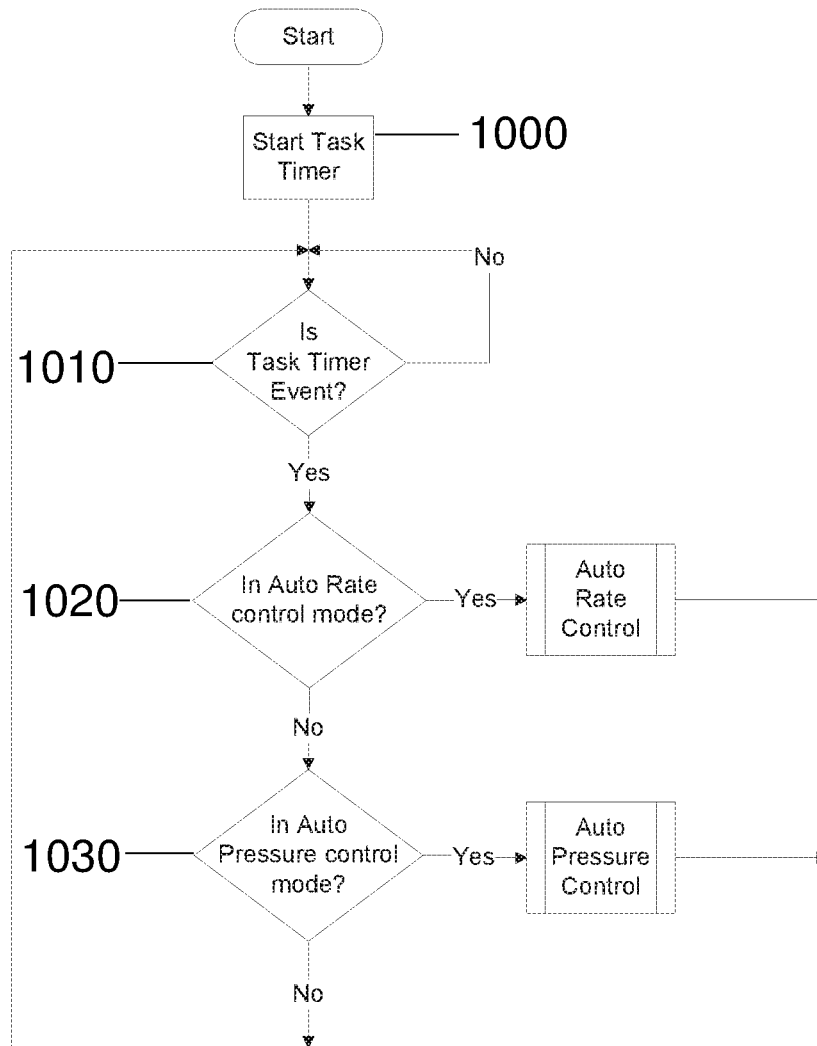 Start
Start Task
Timer
1000
No
Is
Task Timer
Event?
1010
Yes
In Auto Rate
control mode?
1020
Yes
Auto
Rate
Control
No
In Auto
Pressure control
mode?
1030
Yes
Auto
Pressure
Control
No